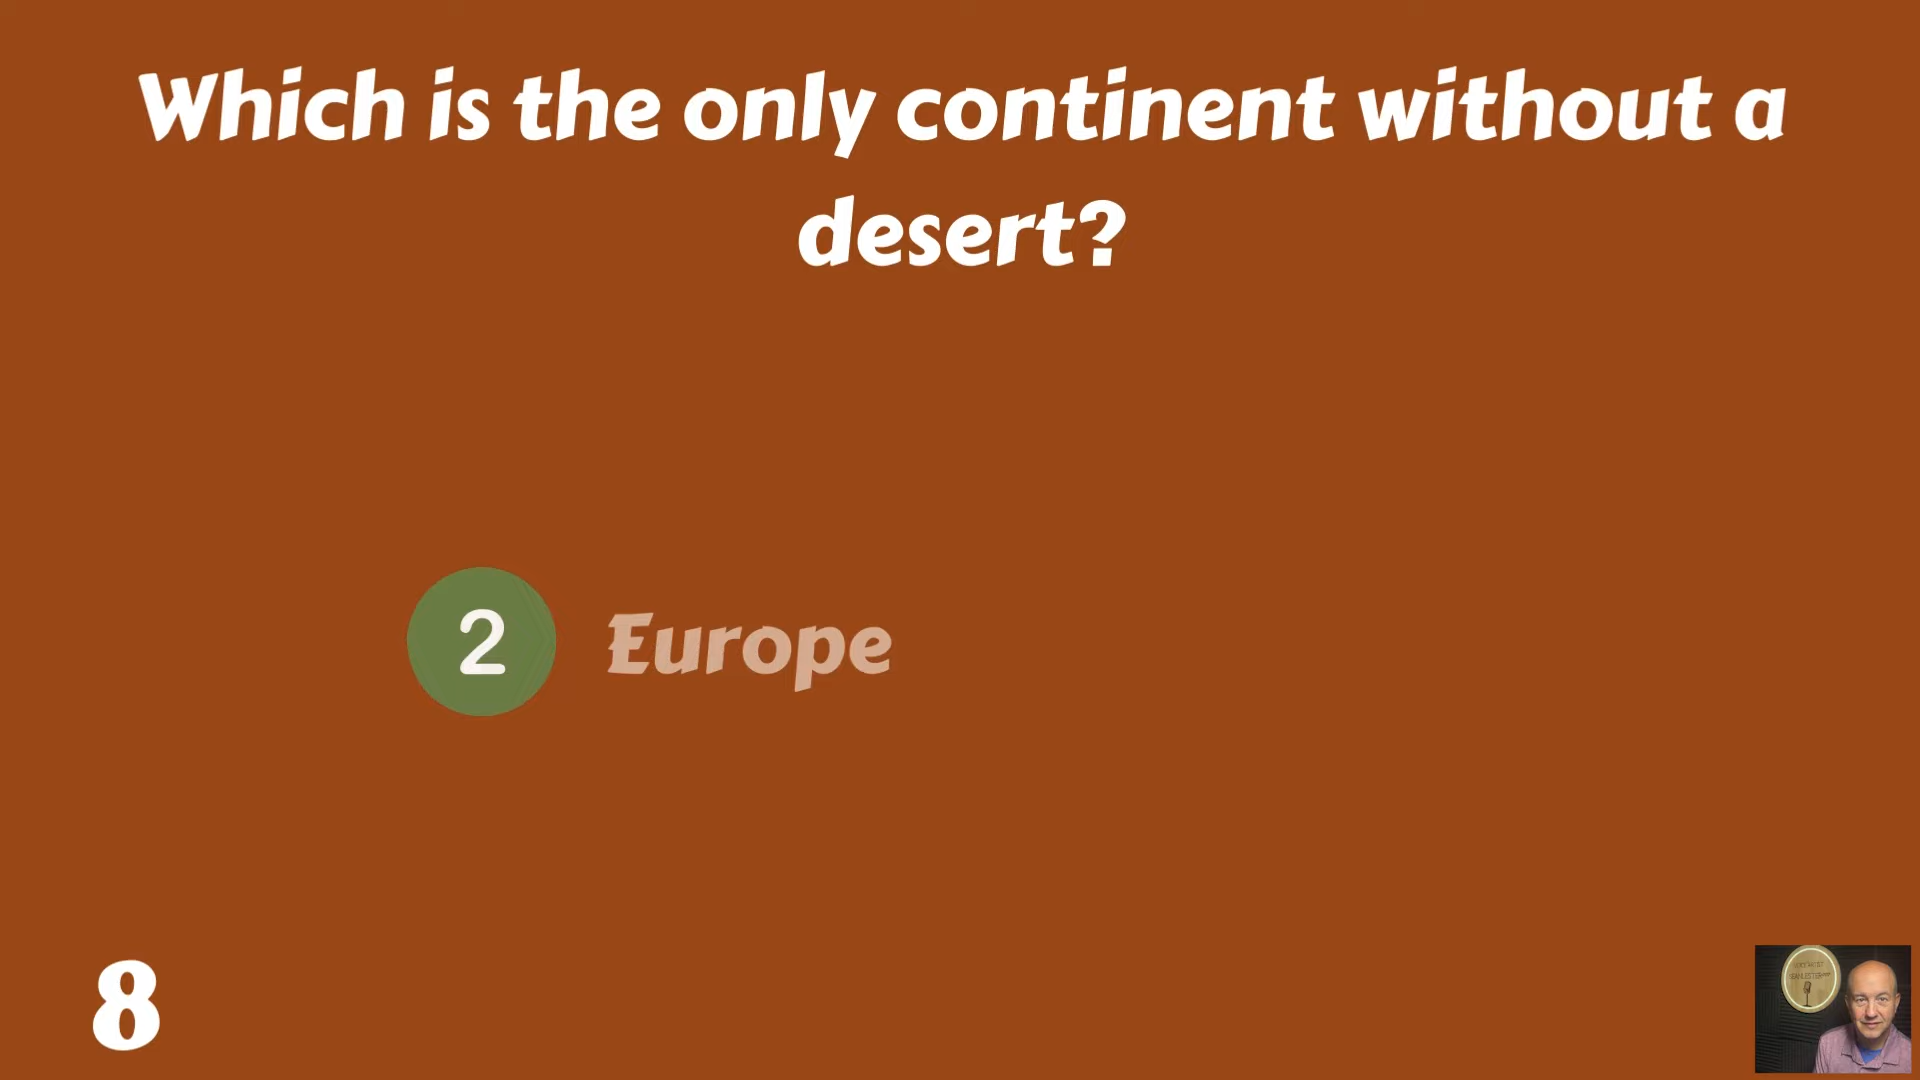 Which is the only continent without a
desert?
2 Europe
8